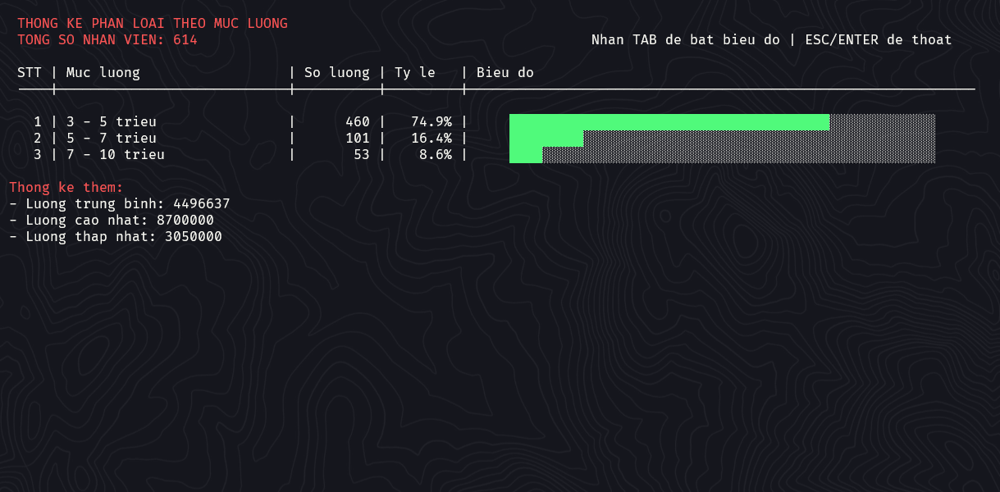 THONG KE PHAN LOAI THEO MUC LUONG
TONG SO NHAN VIEN: 614
Nhan TAB de bat bieu do | ESC/ENTER de thoat
STT | Muc luong | So luong | Ty le | Bieu do
1 | 3 - 5 trieu | 460 | 74.9% |
2 | 5 - 7 trieu | 101 | 16.4% |
3 | 7 - 10 trieu | 53 | 8.6% |
Thong ke them:
- Luong trung binh: 4496637
- Luong cao nhat: 8700000
- Luong thap nhat: 3050000